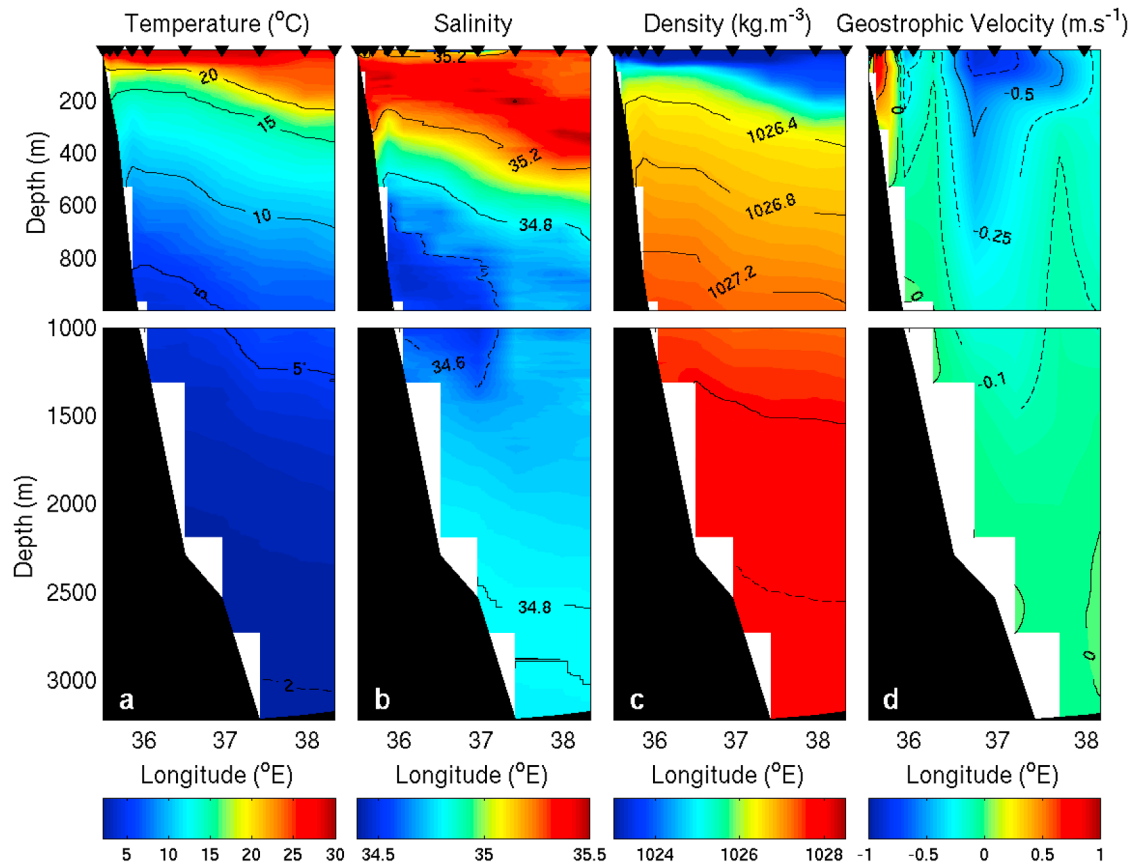 Temperature (°C) Salinity Density (kg.m⁻³) Geostrophic Velocity (m.s⁻¹)
Depth (m)
200
400
600
800
20
15
10
5
35.2
35.2
34.8
1026.4
1026.8
1027.2
0
-0.5
-0.25
0
Depth (m)
1000
1500
2000
2500
3000
5
2
a
34.6
34.8
b
c
-0.1
0
d
36 37 38 36 37 38 36 37 38 36 37 38
Longitude (°E) Longitude (°E) Longitude (°E) Longitude (°E)
5 10 15 20 25 30 34.5 35 35.5 1024 1026 1028 -1 -0.5 0 0.5 1